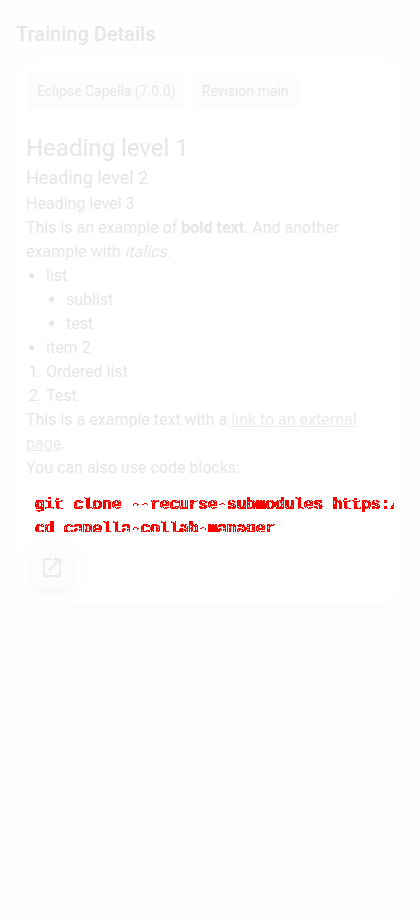 Training Details
Eclipse Capella (7.0.0) Revision main
Heading level 1
Heading level 2
Heading level 3
This is an example of bold text. And another
example with italics.
list
sublist
test
item 2
1. Ordered list
2. Test
This is a example text with a link to an external
page.
You can also use code blocks:
git clone --recurse-submodules https:/
cd capella-collab-manager